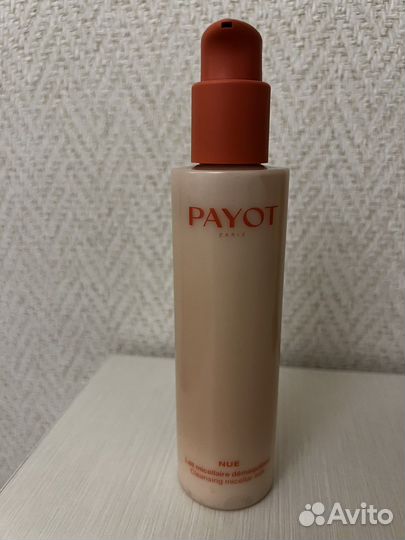 PAYOT
PARIS
NUE
Lait micellaire démaquillant
Cleansing micellar milk
Avito